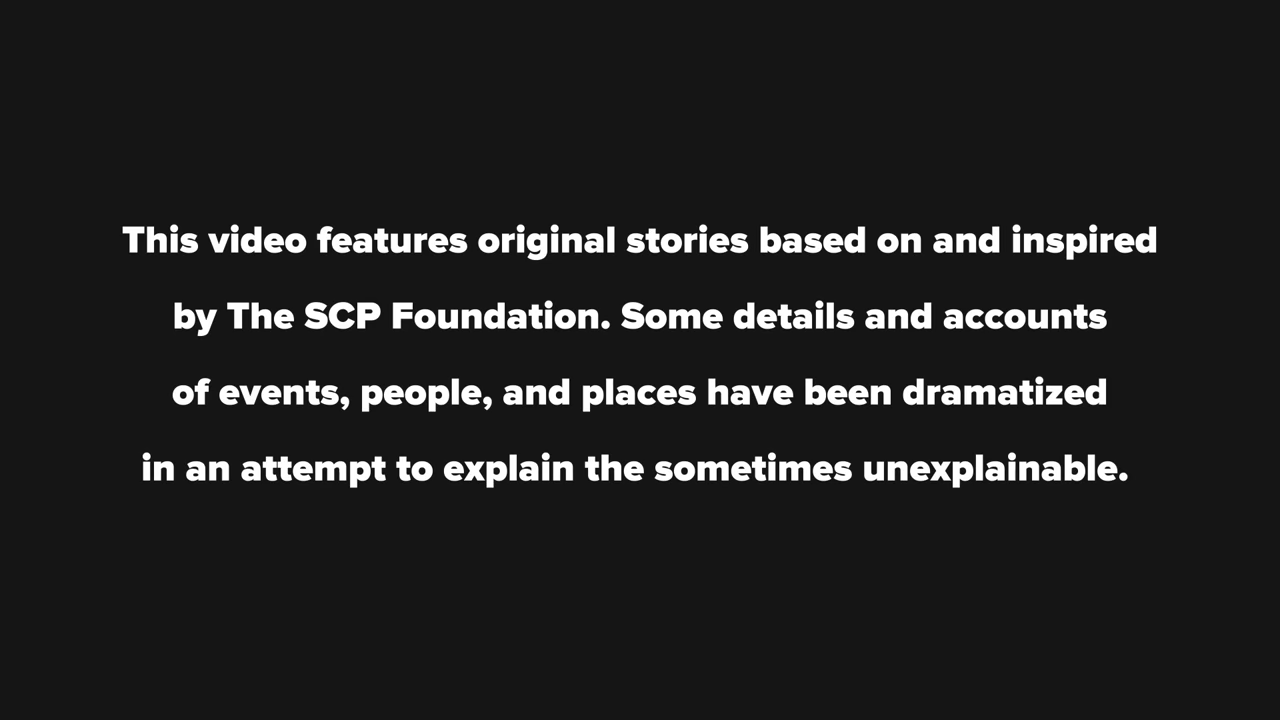 This video features original stories based on and inspired
by The SCP Foundation. Some details and accounts
of events, people, and places have been dramatized
in an attempt to explain the sometimes unexplainable.